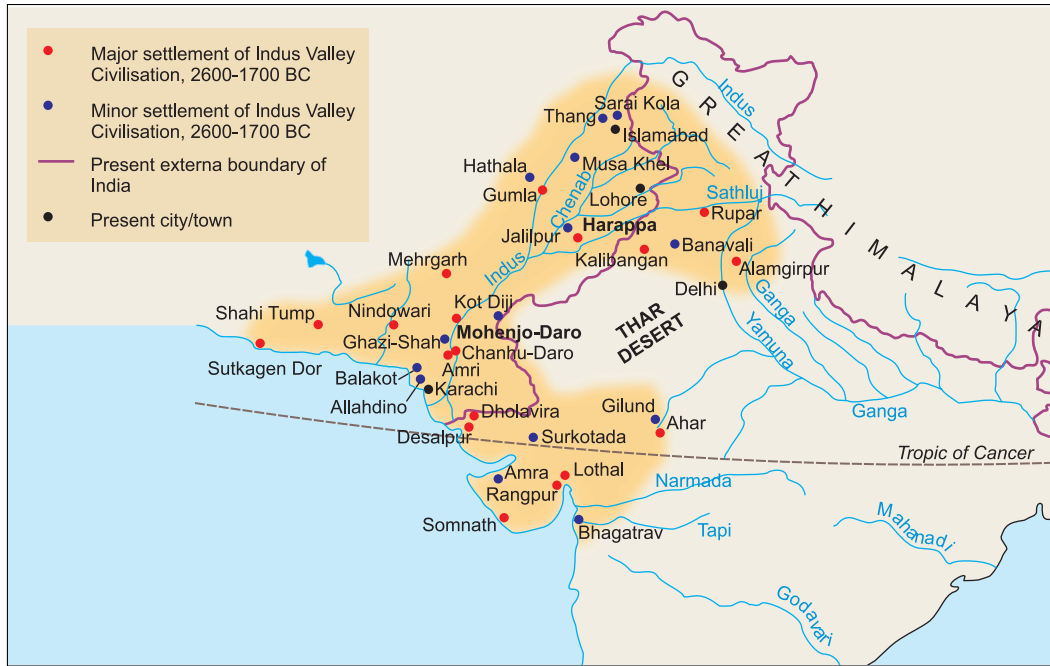 Major settlement of Indus Valley
Civilisation, 2600-1700 BC
Minor settlement of Indus Valley
Civilisation, 2600-1700 BC
Present externa boundary of
India
Present city/town
GREAT HIMALAYA
Indus
Sarai Kola
Thang
Islamabad
Musa Khel
Hathala
Gumla
Chenab
Lohore
Sathluj
Rupar
Harappa
Jalilpur
Banavali
Kalibangan
Alamgirpur
Mehrgarh
Indus
Delhi
Kot Diji
Ganga
Shahi Tump
Nindowari
THAR
DESERT
Mohenjo-Daro
Ghazi-Shah
Yamuna
Chanhu-Daro
Sutkagen Dor
Amri
Balakot
Karachi
Allahdino
Dholavira
Gilund
Ganga
Desalpur
Ahar
Surkotada
Tropic of Cancer
Amra
Lothal
Narmada
Rangpur
Somnath
Bhagatrav
Tapi
Mahanadi
Godavari